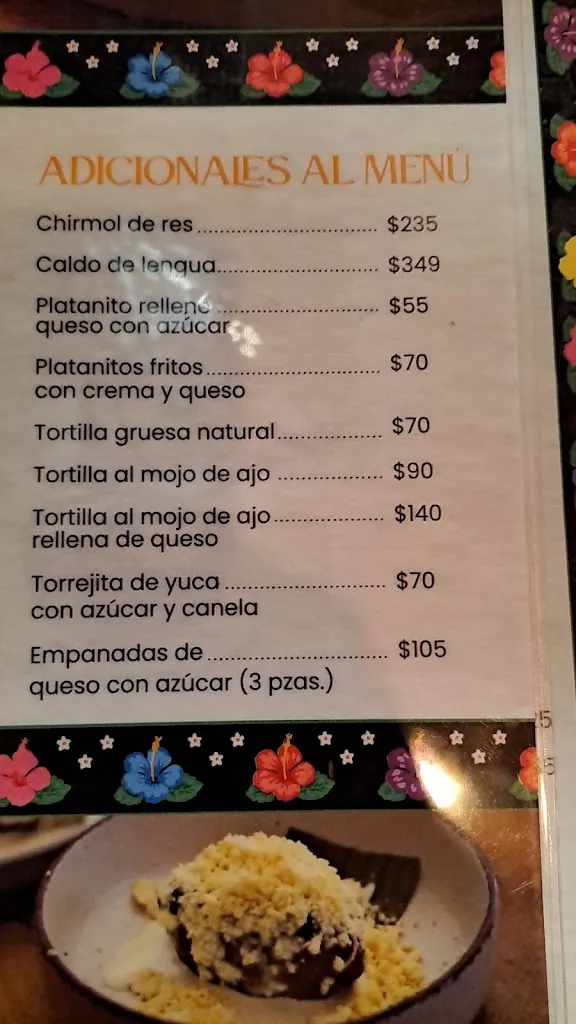 ADICIONALES AL MENÚ
Chirmol de res ................................ $235
Caldo de lengua............................ $349
Platanito relleno ............................ $55
queso con azúcar
Platanitos fritos............................... $70
con crema y queso
Tortilla gruesa natural.................. $70
Tortilla al mojo de ajo .................. $90
Tortilla al mojo de ajo................... $140
rellena de queso
Torrejita de yuca ............................ $70
con azúcar y canela
Empanadas de ............................... $105
queso con azúcar (3 pzas.)